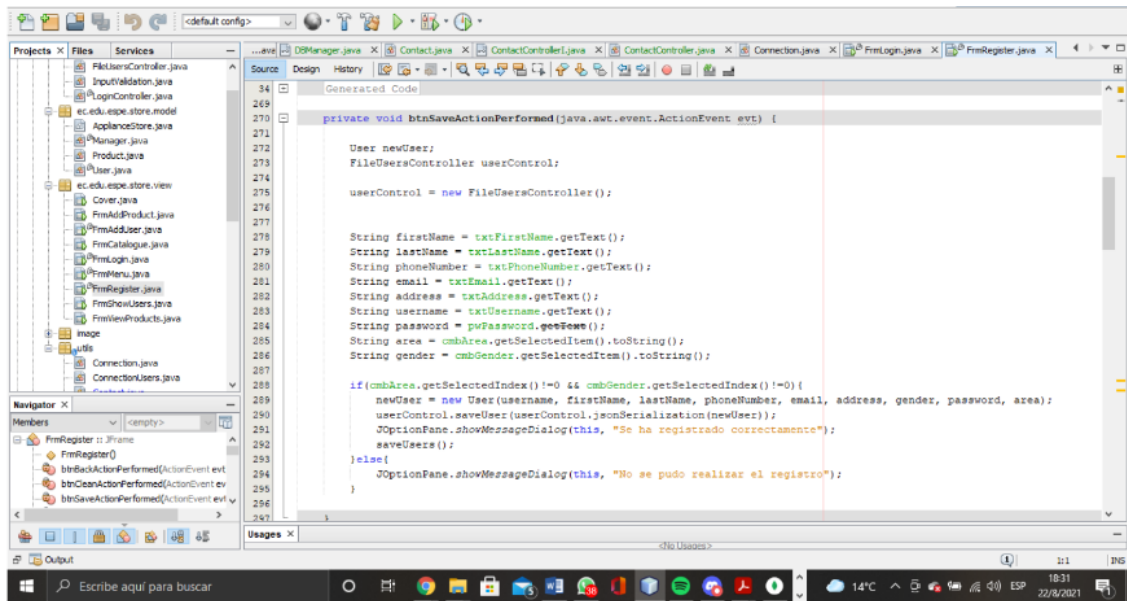 <default config>
Projects × Files Services
...ave DBManager.java × Contact.java × ContactControllerI.java × ContactController.java × Connection.java × FrmLogin.java × FrmRegister.java ×
Source Design History
FileUsersController.java
InputValidation.java
LoginController.java
ec.edu.espe.store.model
ApplianceStore.java
Manager.java
Product.java
User.java
ec.edu.espe.store.view
Cover.java
FrmAddProduct.java
FrmAddUser.java
FrmCatalogue.java
FrmLogin.java
FrmMenu.java
FrmRegister.java
FrmShowUsers.java
FrmViewProducts.java
image
utils
Connection.java
ConnectionUsers.java
Navigator ×
Members <empty>
FrmRegister :: JFrame
FrmRegister()
btnBackActionPerformed(ActionEvent evt
btnCleanActionPerformed(ActionEvent ev
btnSaveActionPerformed(ActionEvent evt
34 Generated Code
269
270 private void btnSaveActionPerformed(java.awt.event.ActionEvent evt) {
271
272 User newUser;
273 FileUsersController userControl;
274
275 userControl = new FileUsersController();
276
277
278 String firstName = txtFirstName.getText();
279 String lastName = txtLastName.getText();
280 String phoneNumber = txtPhoneNumber.getText();
281 String email = txtEmail.getText();
282 String address = txtAddress.getText();
283 String username = txtUsername.getText();
284 String password = pwPassword.getText();
285 String area = cmbArea.getSelectedItem().toString();
286 String gender = cmbGender.getSelectedItem().toString();
287
288 if(cmbArea.getSelectedIndex()!=0 && cmbGender.getSelectedIndex()!=0){
289 newUser = new User(username, firstName, lastName, phoneNumber, email, address, gender, password, area);
290 userControl.saveUser(userControl.jsonSerialization(newUser));
291 JOptionPane.showMessageDialog(this, "Se ha registrado correctamente");
292 saveUsers();
293 }else{
294 JOptionPane.showMessageDialog(this, "No se pudo realizar el registro");
295 }
296
297 }
Usages ×
<No Usages>
Output
1 1:1 INS
Escribe aquí para buscar
14°C ESP 18:31
22/8/2021